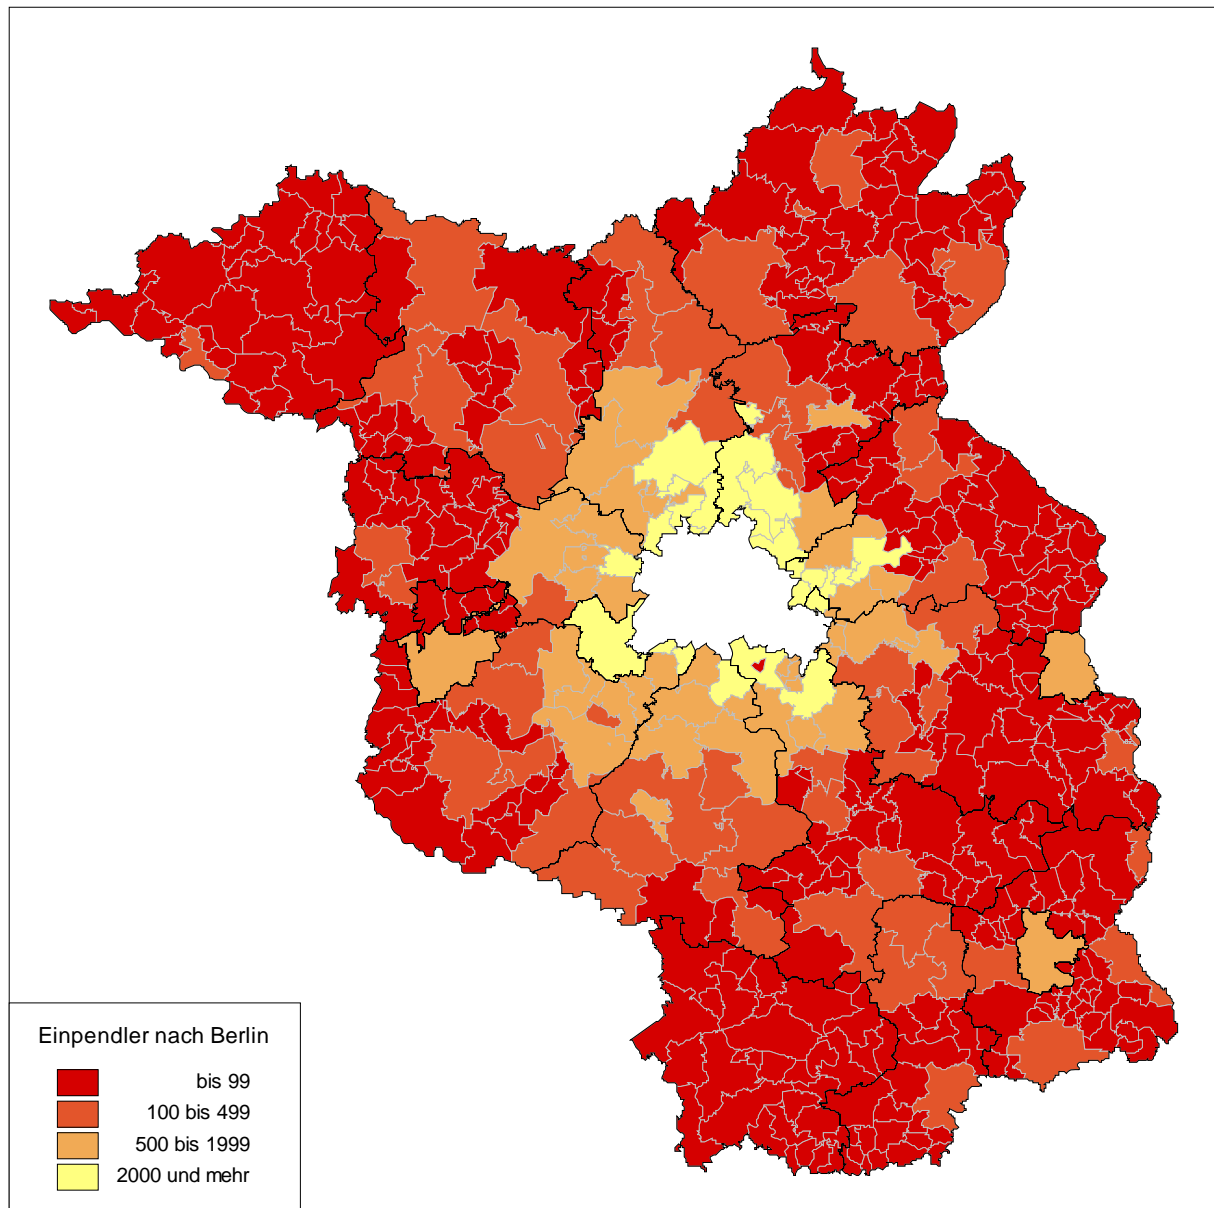 Einpendler nach Berlin
bis 99
100 bis 499
500 bis 1999
2000 und mehr